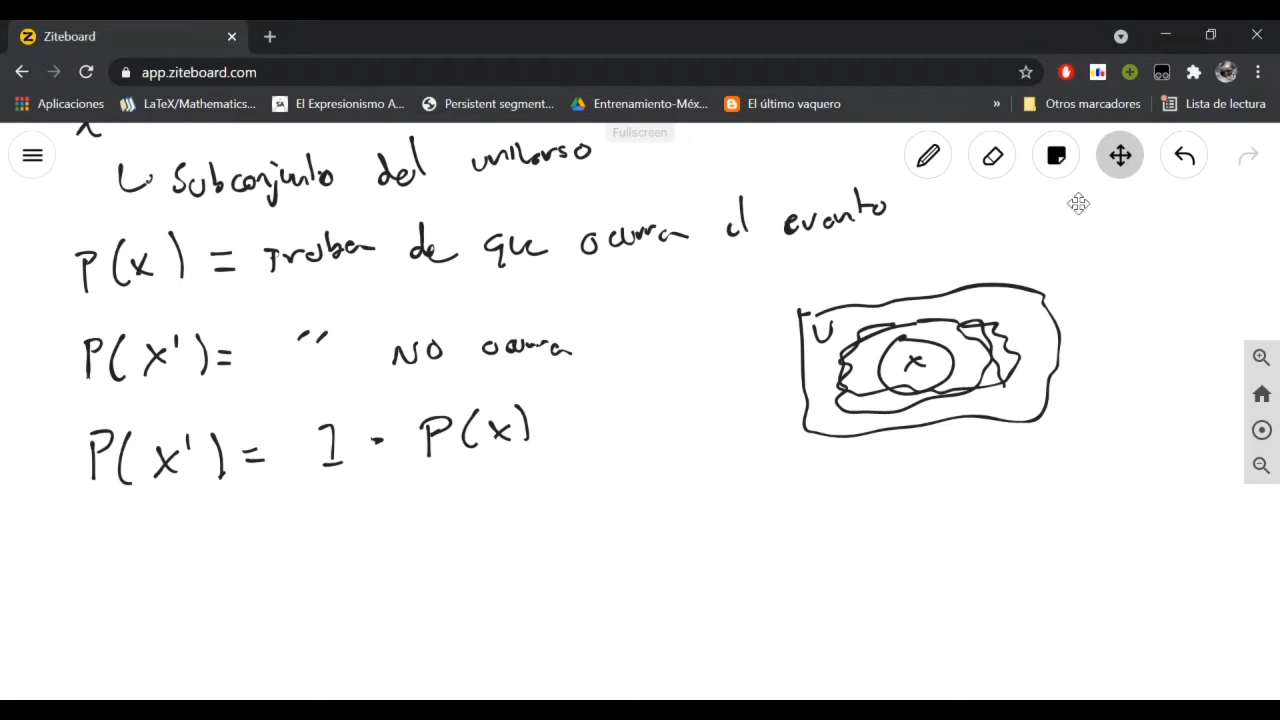 Ziteboard
app.ziteboard.com
Aplicaciones LaTeX/Mathematics... El Expresionismo A... Persistent segment... Entrenamiento-Méx... El último vaquero » Otros marcadores Lista de lectura
Fullscreen
x
↳ Subconjunto del universo
P(x) = Proba de que ocurra el evento
P(x') = " NO ocurra
P(x') = 1 - P(x)
U
x